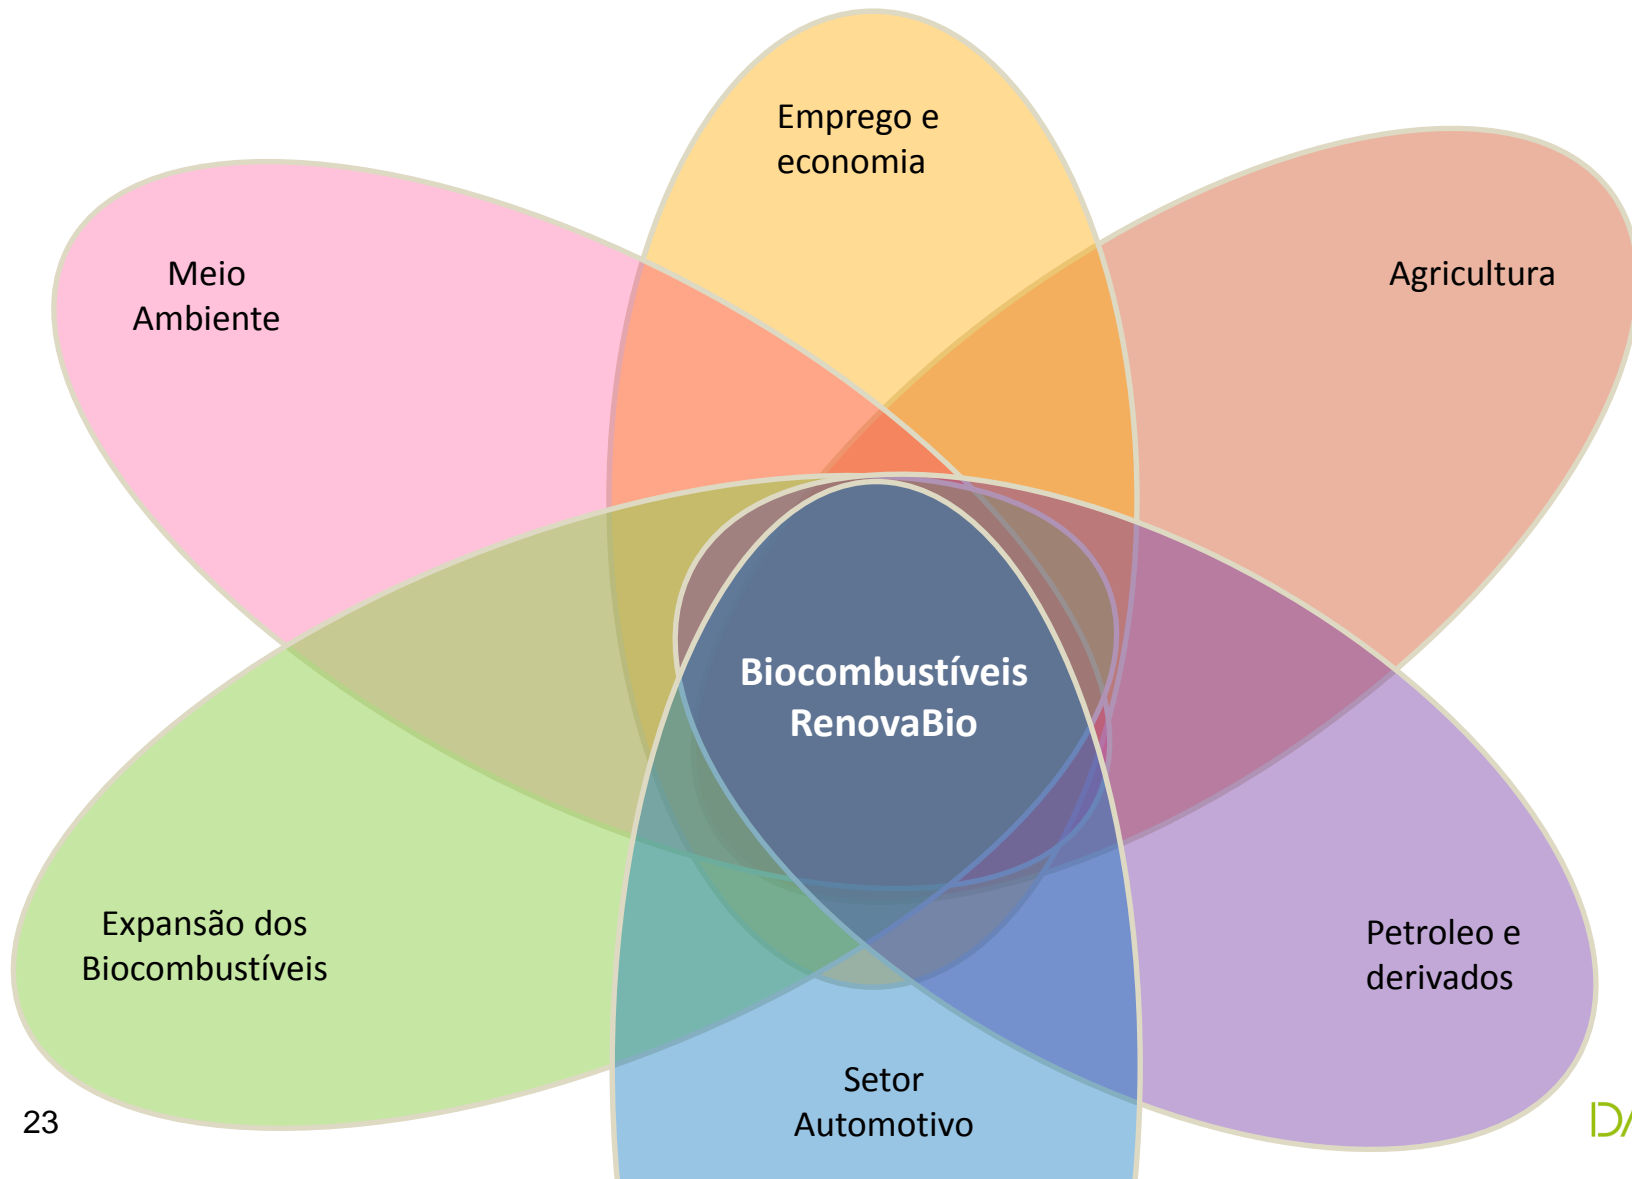 Emprego e
economia
Meio
Ambiente
Agricultura
Biocombustíveis
RenovaBio
Expansão dos
Biocombustíveis
Petroleo e
derivados
Setor
Automotivo
23